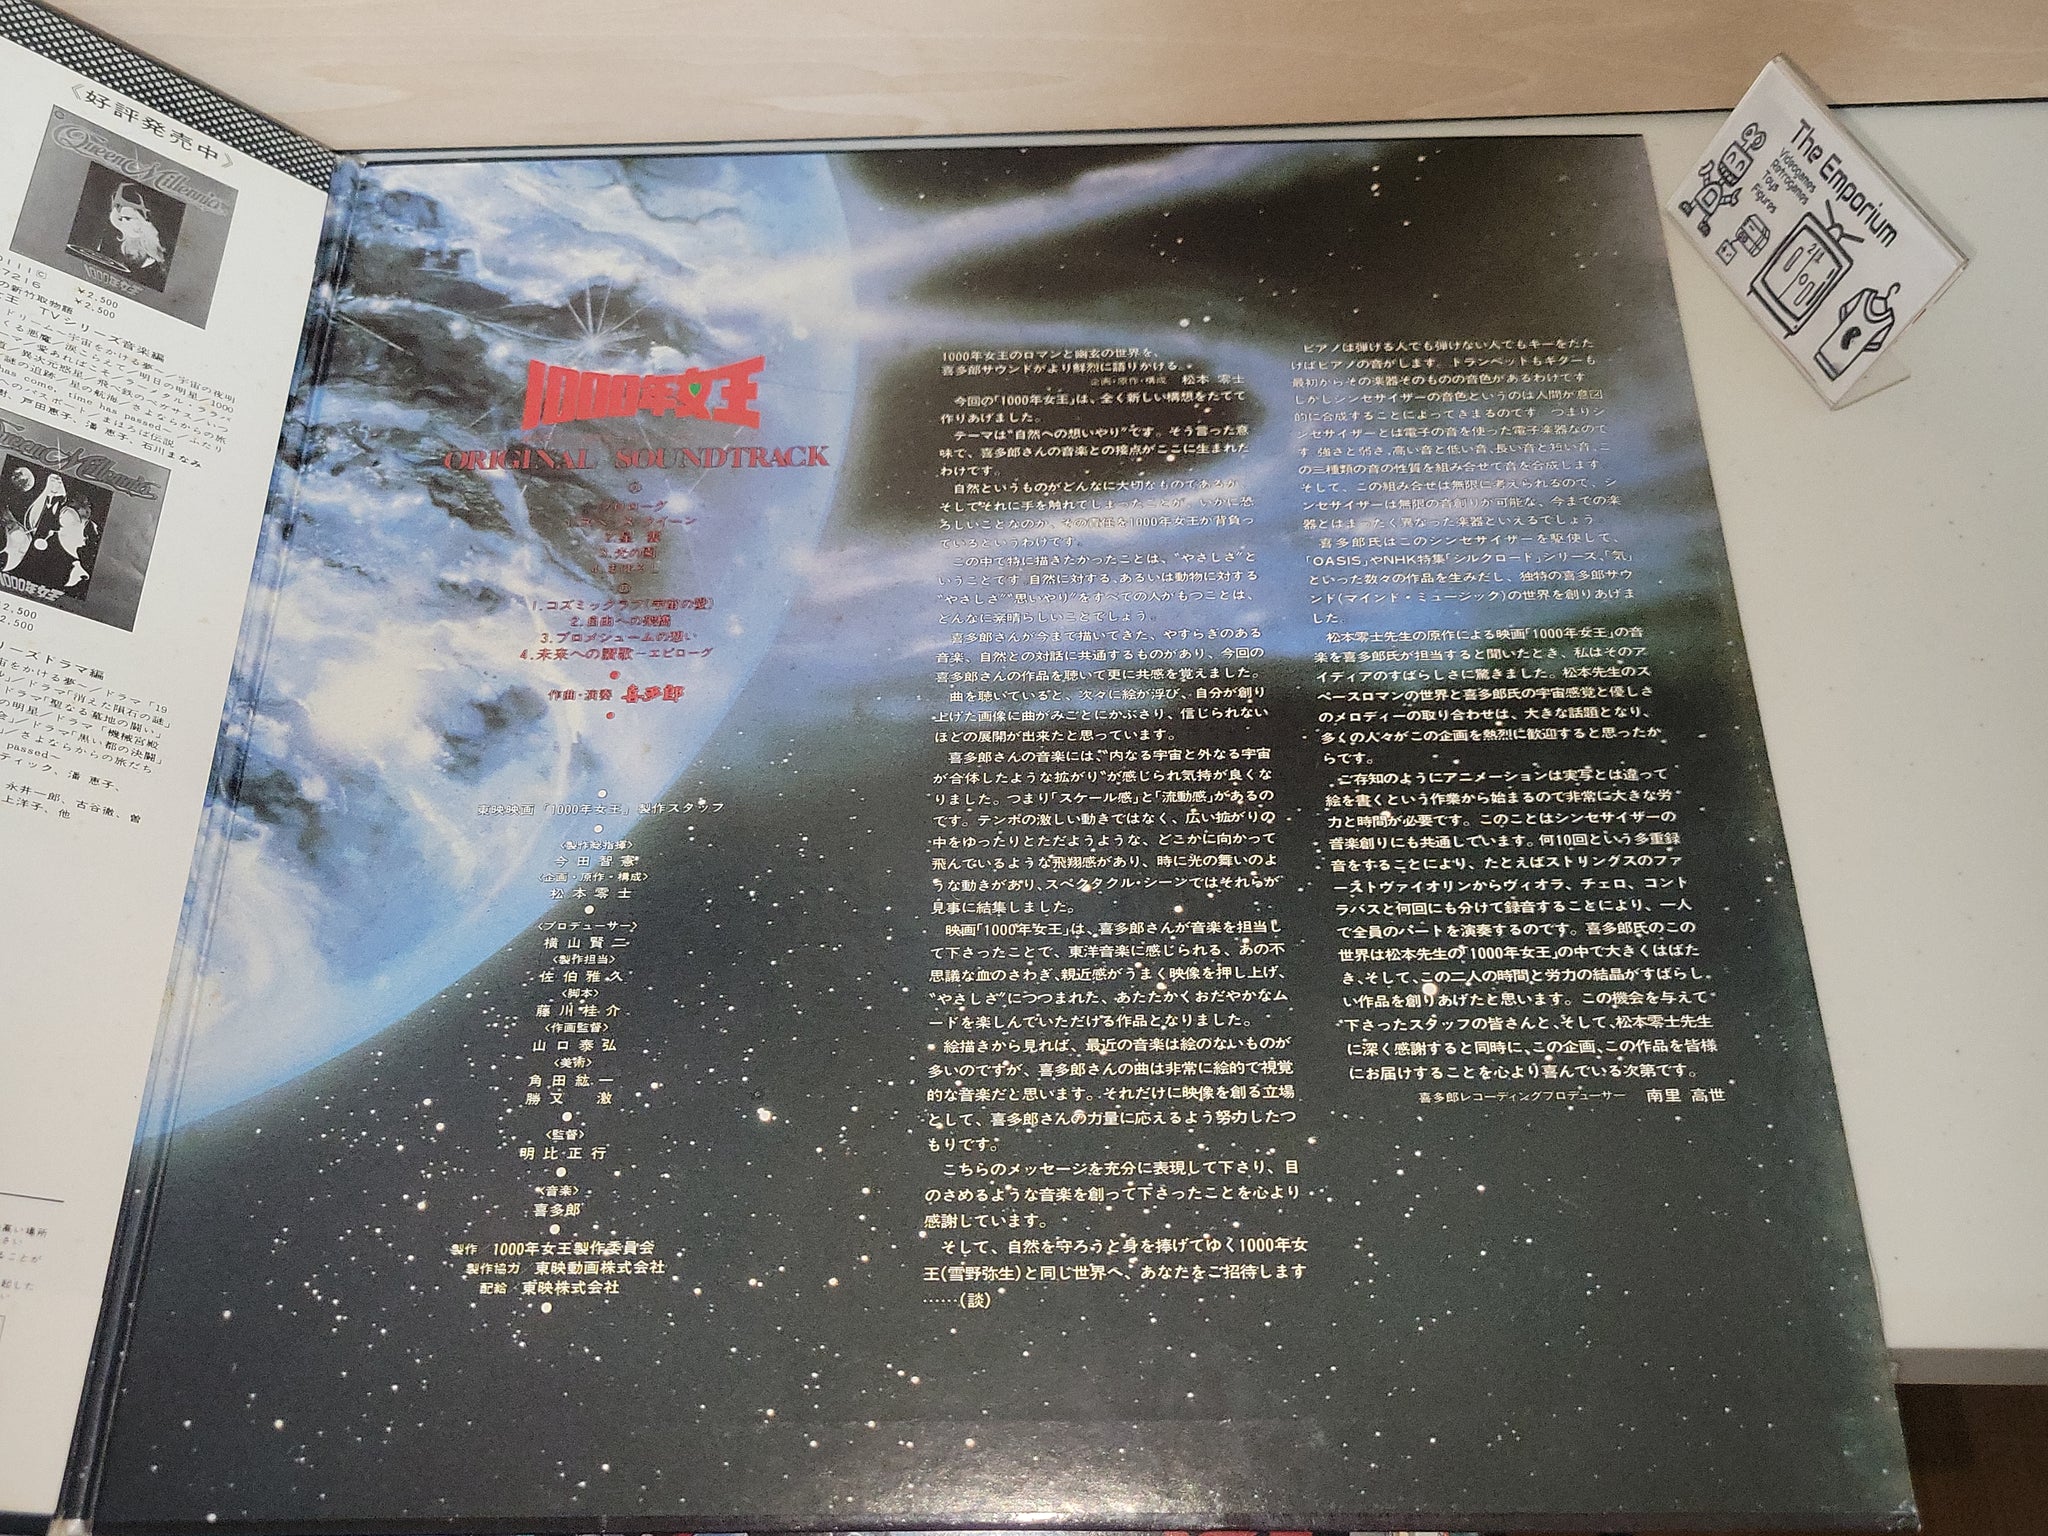 《好評発売中》
Queen Millennia
1000年女王
¥2,500
¥2,500
TVシリーズ音楽編
has come, time has passed〜
戸田恵子、潘 恵子、石川まなみ
Queen Millennia
1000年女王
2,500
2,500
リーズドラマ編
passed〜
永井一郎、古谷徹、曽
上洋子、他
1000年女王
ORIGINAL SOUNDTRACK
プロローグ
3.光の園
1.コズミックラブ(宇宙の愛)
2.自由への架橋
3.プロメシュームの想い
4.未来への讃歌−エピローグ
作曲・演奏 喜多郎
東映映画「1000年女王」製作スタッフ
〈製作総指揮〉
今田智憲
〈企画・原作・構成〉
松本零士
〈プロデューサー〉
横山賢二
〈製作担当〉
佐伯雅久
〈脚本〉
藤川桂介
〈作画監督〉
山口泰弘
〈美術〉
角田紘一
勝又 激
〈監督〉
明比正行
〈音楽〉
喜多郎
製作/1000年女王製作委員会
製作協力/東映動画株式会社
配給/東映株式会社
1000年女王のロマンと幽玄の世界を、
喜多郎サウンドがより鮮烈に語りかける。
企画・原作・構成 松本 零士
今回の「1000年女王」は、全く新しい構想をたてて
作りあげました。
テーマは"自然への想いやり"です。そう言った意
味で、喜多郎さんの音楽との接点がここに生まれた
わけです。
自然というものがどんなに大切なものであるか、
そしてそれに手を触れてしまったことが、いかに恐
ろしいことなのか、その責任を1000年女王が背負っ
ているというわけです。
この中で特に描きたかったことは、"やさしさ"と
いうことです。自然に対する、あるいは動物に対する
"やさしさ""思いやり"をすべての人がもつことは、
どんなに素晴らしいことでしょう。
喜多郎さんが今まで描いてきた、やすらぎのある
音楽、自然との対話に共通するものがあり、今回の
喜多郎さんの作品を聴いて更に共感を覚えました。
曲を聴いていると、次々に絵が浮び、自分が創り
上げた画像に曲がみごとにかぶさり、信じられない
ほどの展開が出来たと思っています。
喜多郎さんの音楽には、"内なる宇宙と外なる宇宙
が合体したような拡がり"が感じられ気持が良くな
りました。つまり「スケール感」と「流動感」があるの
です。テンポの激しい動きではなく、広い拡がりの
中をゆったりとただようような、どこかに向かって
飛んでいるような飛翔感があり、時に光の舞いのよ
うな動きがあり、スペクタクル・シーンではそれらが
見事に結集しました。
映画「1000年女王」は、喜多郎さんが音楽を担当し
て下さったことで、東洋音楽に感じられる、あの不
思議な血のさわぎ、親近感がうまく映像を押し上げ、
"やさしさ"につつまれた、あたたかくおだやかなム
ードを楽しんでいただける作品となりました。
絵描きから見れば、最近の音楽は絵のないものが
多いのですが、喜多郎さんの曲は非常に絵的で視覚
的な音楽だと思います。それだけに映像を創る立場
として、喜多郎さんの力量に応えるよう努力したつ
もりです。
こちらのメッセージを充分に表現して下さり、目
のさめるような音楽を創って下さったことを心より
感謝しています。
そして、自然を守ろうと身を捧げてゆく1000年女
王(雪野弥生)と同じ世界へ、あなたをご招待します
……(談)
ピアノは弾ける人でも弾けない人でもキーをたた
けばピアノの音がします。トランペットもギターも
最初からその楽器そのものの音色があるわけです。
しかしシンセサイザーの音色というのは人間が意図
的に合成することによってきまるのです。つまりシ
ンセサイザーとは電子の音を使った電子楽器なので
す。強さと弱さ、高い音と低い音、長い音と短い音、こ
の三種類の音の性質を組み合せて音を合成します。
そして、この組み合せは無限に考えられるので、シ
ンセサイザーは無限の音創りが可能な、今までの楽
器とはまったく異なった楽器といえるでしょう。
喜多郎氏はこのシンセサイザーを駆使して、
「OASIS」やNHK特集「シルクロード」シリーズ、「気」
といった数々の作品を生みだし、独特の喜多郎サウ
ンド(マインド・ミュージック)の世界を創りあげま
した。
松本零士先生の原作による映画「1000年女王」の音
楽を喜多郎氏が担当すると聞いたとき、私はそのア
イディアのすばらしさに驚きました。松本先生のス
ペースロマンの世界と喜多郎氏の宇宙感覚と優しさ
のメロディーの取り合わせは、大きな話題となり、
多くの人々がこの企画を熱烈に歓迎すると思ったか
らです。
ご存知のようにアニメーションは実写とは違って
絵を書くという作業から始まるので非常に大きな労
力と時間が必要です。このことはシンセサイザーの
音楽創りにも共通しています。何10回という多重録
音をすることにより、たとえばストリングスのファ
ーストヴァイオリンからヴィオラ、チェロ、コント
ラバスと何回にも分けて録音することにより、一人
で全員のパートを演奏するのです。喜多郎氏のこの
世界は松本先生の「1000年女王」の中で大きくはばた
き、そして、この二人の時間と労力の結晶がすばらし
い作品を創りあげたと思います。この機会を与えて
下さったスタッフの皆さんと、そして、松本零士先生
に深く感謝すると同時に、この企画、この作品を皆様
にお届けすることを心より喜んでいる次第です。
喜多郎レコーディングプロデューサー 南里 高世
The Emporium
Videogames
Retrogames
Toys
Figures